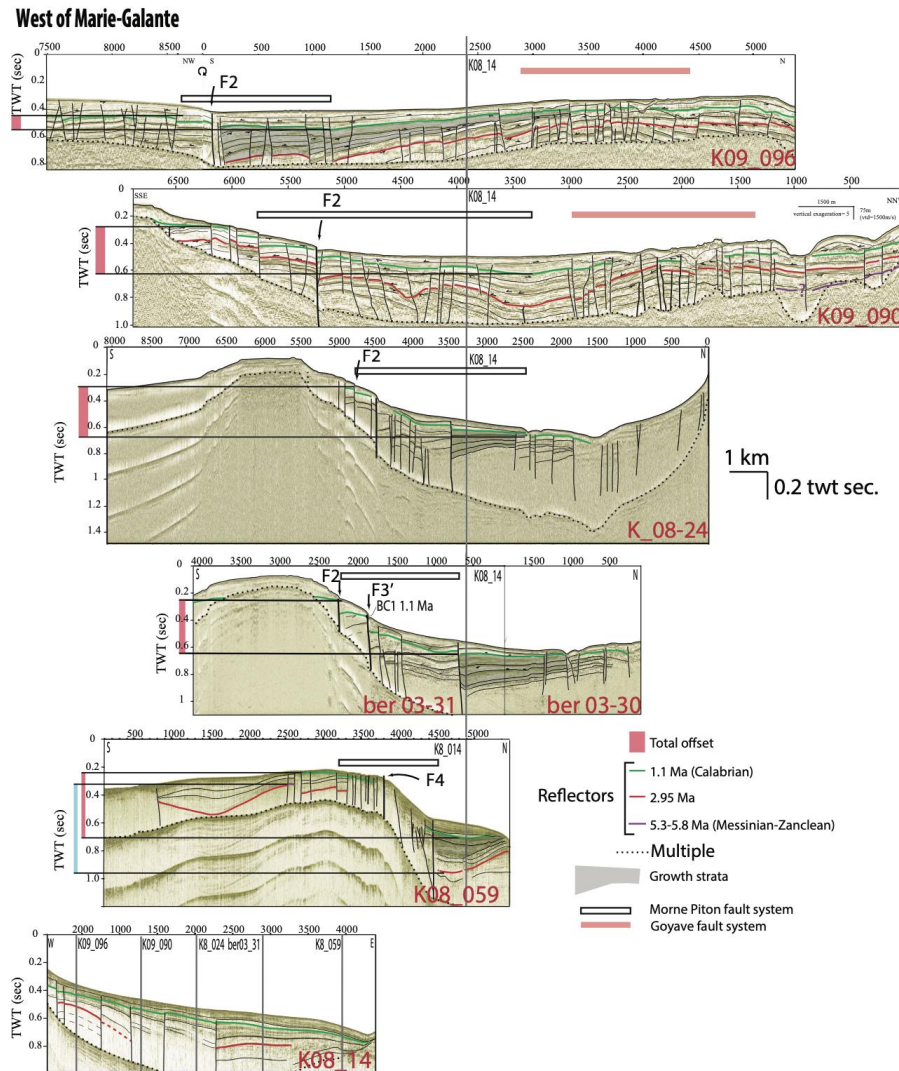 West of Marie-Galante
7500 8000 8500 0 500 1000 1500 2000 2500 3000 3500 4000 4500 5000
NW S K08_14 N
F2
TWT (sec)
0
0.2
0.4
0.6
0.8
K09_096
6500 6000 5500 5000 4500 4000 3500 3000 2500 2000 1500 1000 500
SSE F2 K08_14
1500 m
vertical exageration= 5
75m
(vtd=1500m/s)
TWT (sec)
0
0.2
0.4
0.6
0.8
1.0
?
K09_090
8000 8500 7500 7000 6500 6000 5500 5000 4500 4000 3500 3000 2500 2000 1500 1000 500 0
S F2 K08_14 N
TWT (sec)
0
0.2
0.4
0.6
0.8
1
1.2
1.4
K_08-24
1 km
0.2 twt sec.
4000 3500 3000 2500 2000 1500 1000 500 1500 1000 500
S F2 K08_14 N
F3'
BC1 1.1 Ma
TWT (sec)
0
0.2
0.4
0.6
0.8
1
ber 03-31 ber 03-30
500 1000 1500 2000 2500 3000 3500 4000 4500 5000
S K8_014 N
F4
TWT (sec)
0
0.2
0.4
0.6
0.8
1.0
K08_059
Total offset
Reflectors
1.1 Ma (Calabrian)
2.95 Ma
5.3-5.8 Ma (Messinian-Zanclean)
Multiple
Growth strata
Morne Piton fault system
Goyave fault system
2000 500 1000 1500 2000 2500 3000 3500 4000
W K09_096 K09_090 K8_024 ber03_31 K8_059 E
TWT (sec)
0
0.2
0.4
0.6
0.8
K08_14